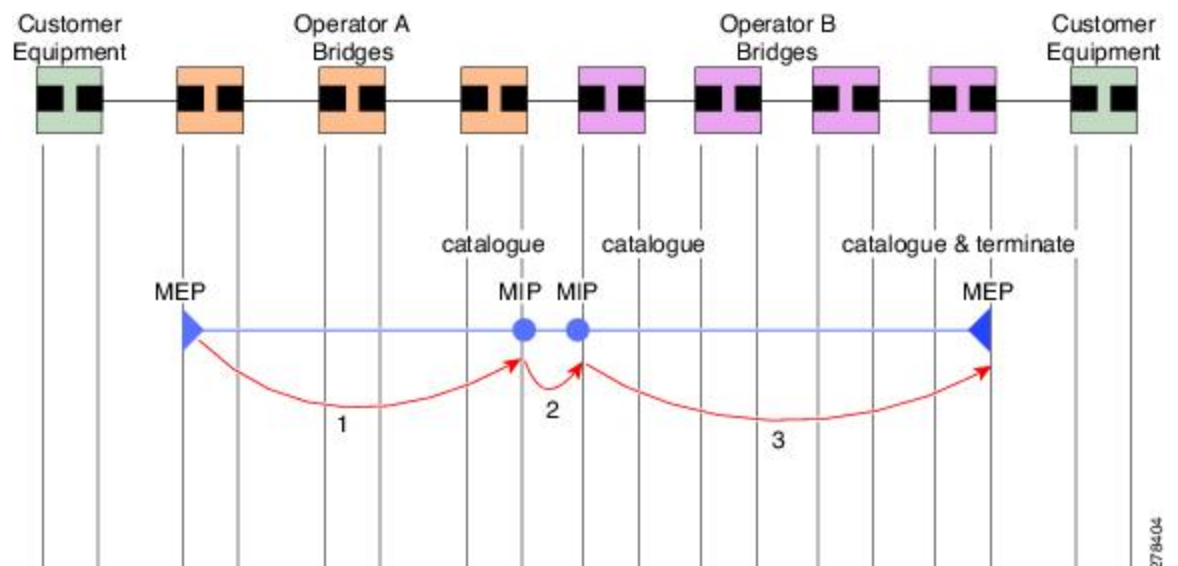 Customer
Equipment
Operator A
Bridges
Operator B
Bridges
Customer
Equipment
catalogue
catalogue
catalogue & terminate
MEP
MIP
MIP
MEP
1
2
3
278404